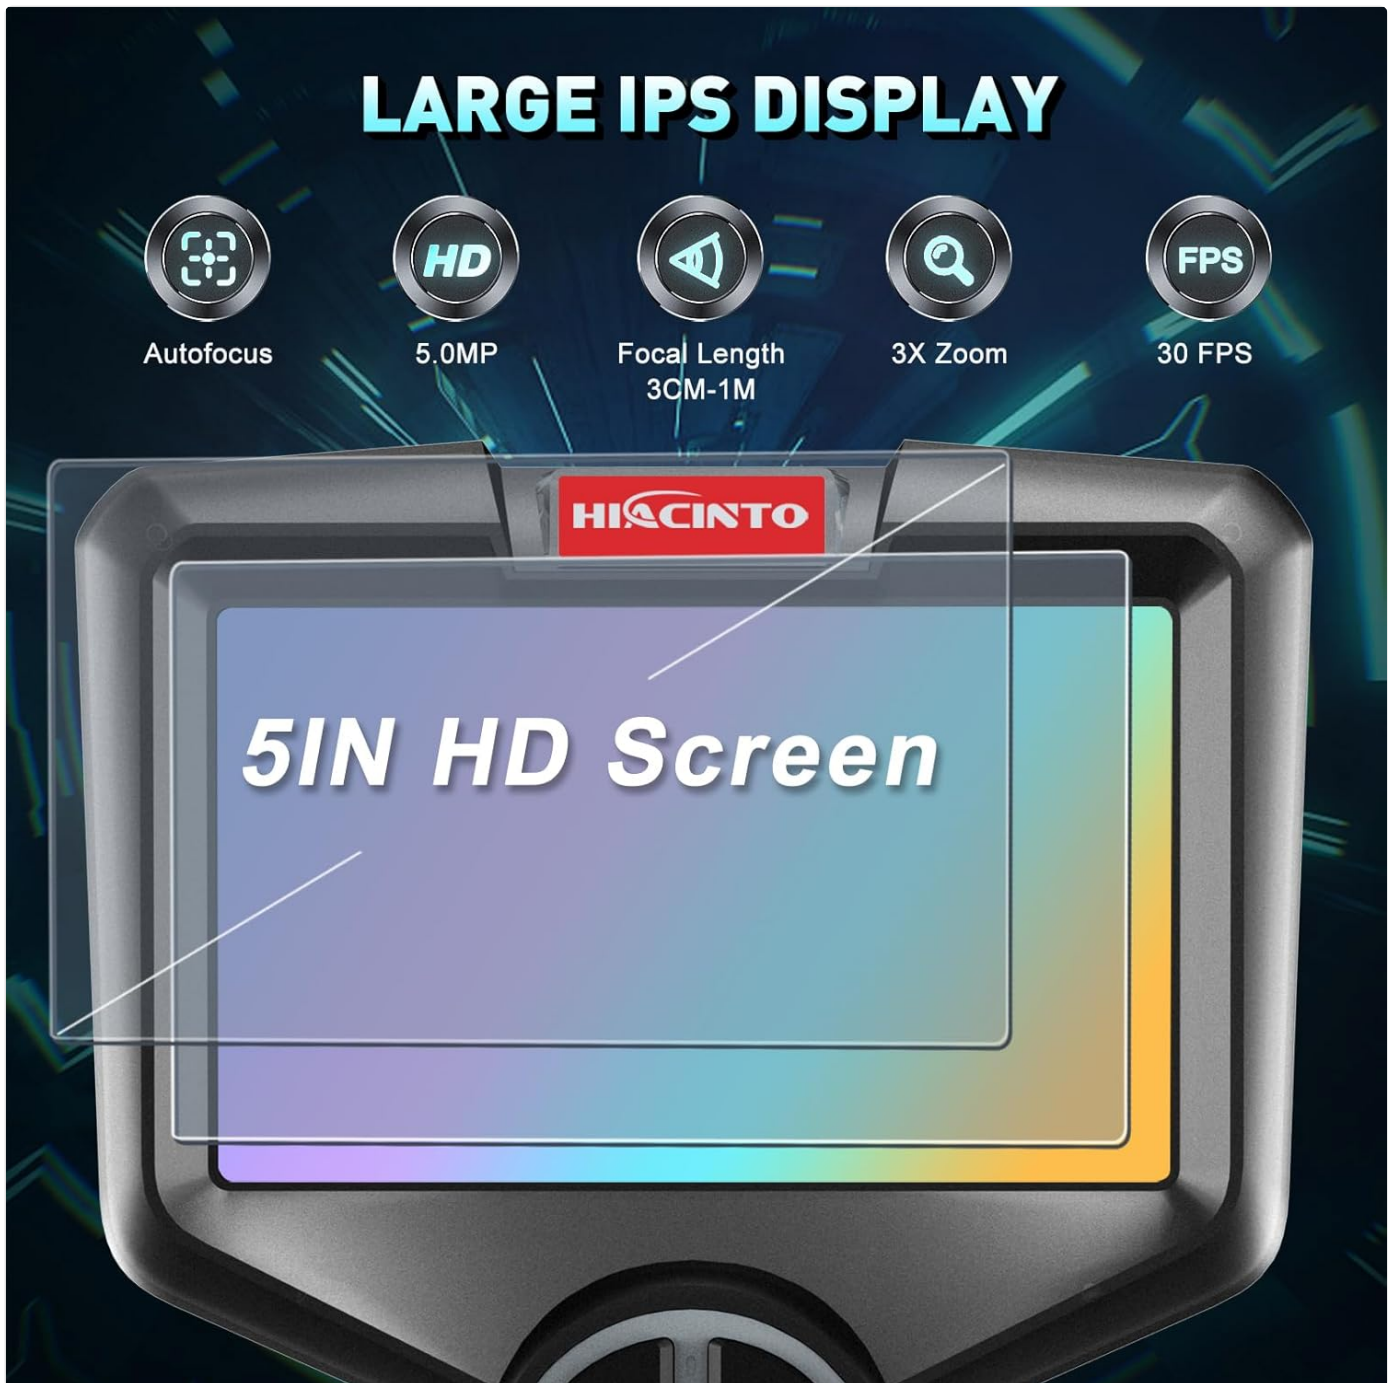 LARGE IPS DISPLAY
HD
FPS
Autofocus
5.0MP
Focal Length
3CM-1M
3X Zoom
30 FPS
HIACINTO
5IN HD Screen